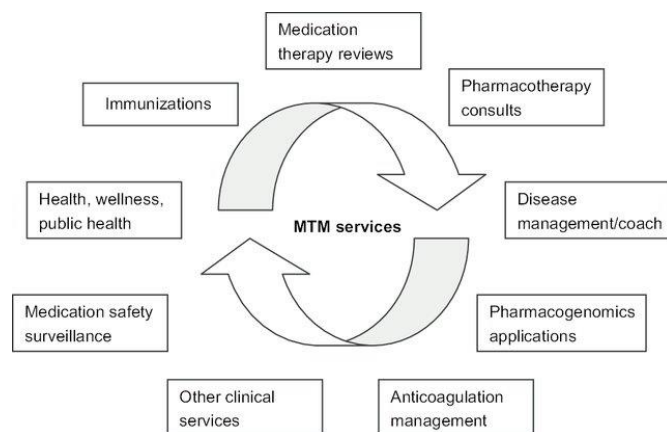 Medication
therapy reviews
Pharmacotherapy
consults
Immunizations
Health, wellness,
public health
MTM services
Disease
management/coach
Medication safety
surveillance
Pharmacogenomics
applications
Other clinical
services
Anticoagulation
management